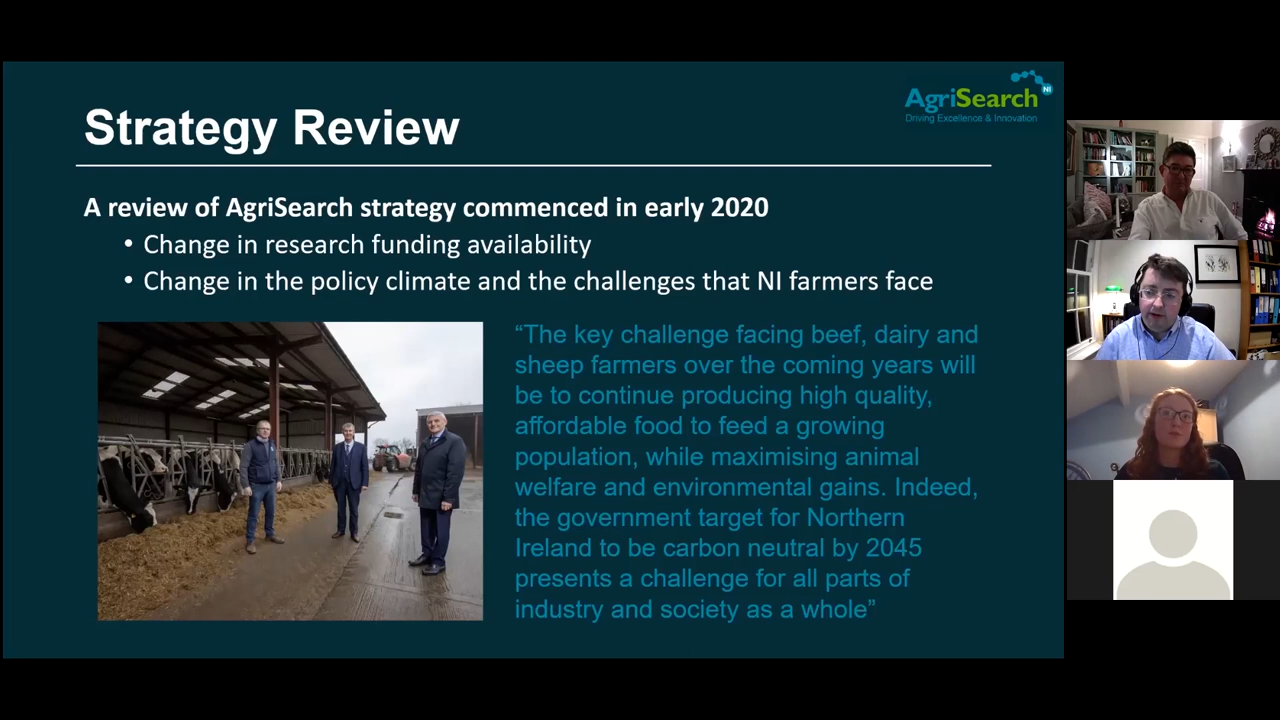 AgriSearch NI
Driving Excellence & Innovation
Strategy Review
A review of AgriSearch strategy commenced in early 2020
• Change in research funding availability
• Change in the policy climate and the challenges that NI farmers face
“The key challenge facing beef, dairy and
sheep farmers over the coming years will
be to continue producing high quality,
affordable food to feed a growing
population, while maximising animal
welfare and environmental gains. Indeed,
the government target for Northern
Ireland to be carbon neutral by 2045
presents a challenge for all parts of
industry and society as a whole”